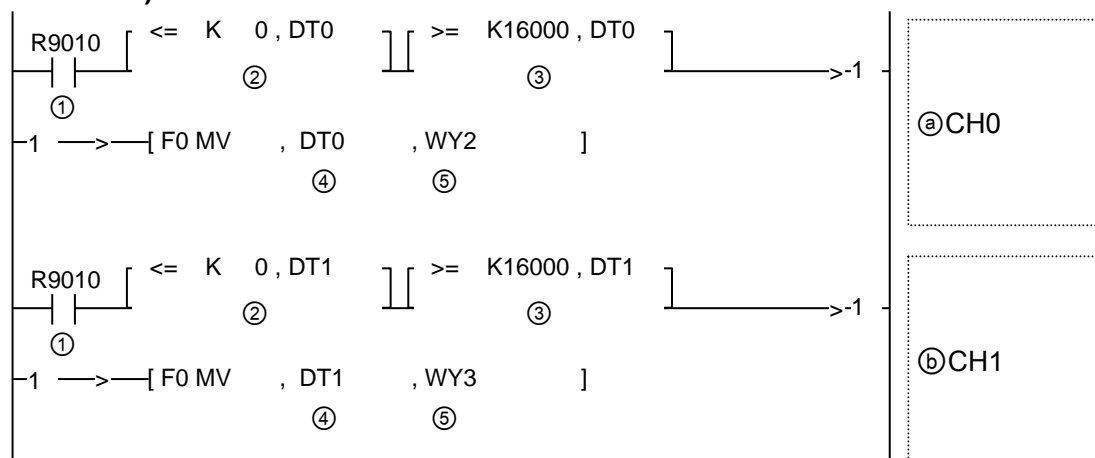 )
R9010 <= K 0 , DT0 >= K16000 , DT0 > -1
① ② ③
-1 > [ F0 MV , DT0 , WY2 ]
④ ⑤
ⓐCH0
R9010 <= K 0 , DT1 >= K16000 , DT1 > -1
① ② ③
-1 > [ F0 MV , DT1 , WY3 ]
④ ⑤
ⓑCH1